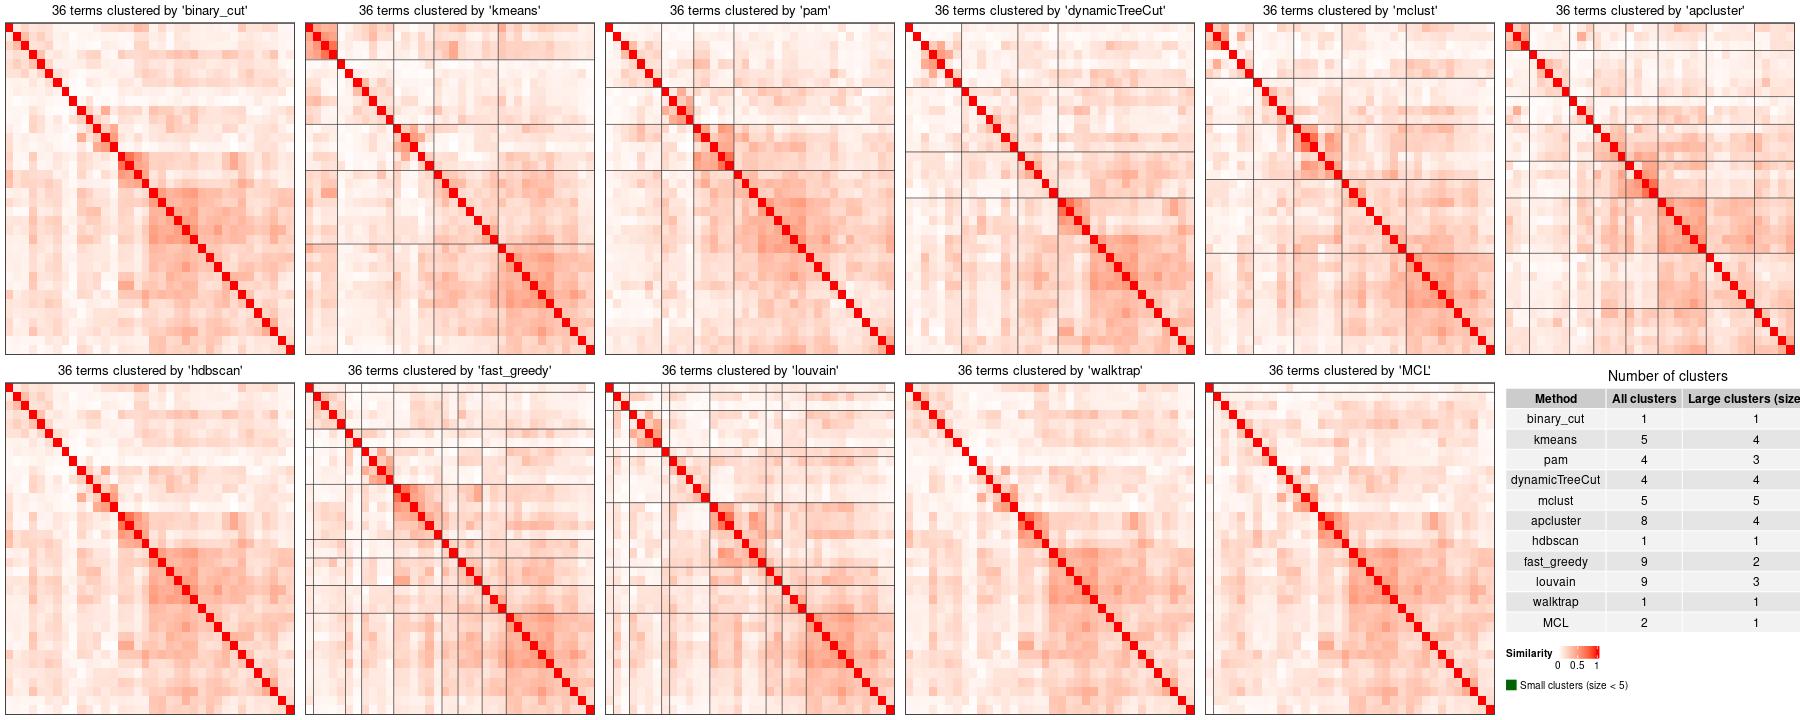 36 terms clustered by 'binary_cut'
36 terms clustered by 'kmeans'
36 terms clustered by 'pam'
36 terms clustered by 'dynamicTreeCut'
36 terms clustered by 'mclust'
36 terms clustered by 'apcluster'
36 terms clustered by 'hdbscan'
36 terms clustered by 'fast_greedy'
36 terms clustered by 'louvain'
36 terms clustered by 'walktrap'
36 terms clustered by 'MCL'
Number of clusters
Method All clusters Large clusters (size
binary_cut 1 1
kmeans 5 4
pam 4 3
dynamicTreeCut 4 4
mclust 5 5
apcluster 8 4
hdbscan 1 1
fast_greedy 9 2
louvain 9 3
walktrap 1 1
MCL 2 1
Similarity
0 0.5 1
Small clusters (size < 5)